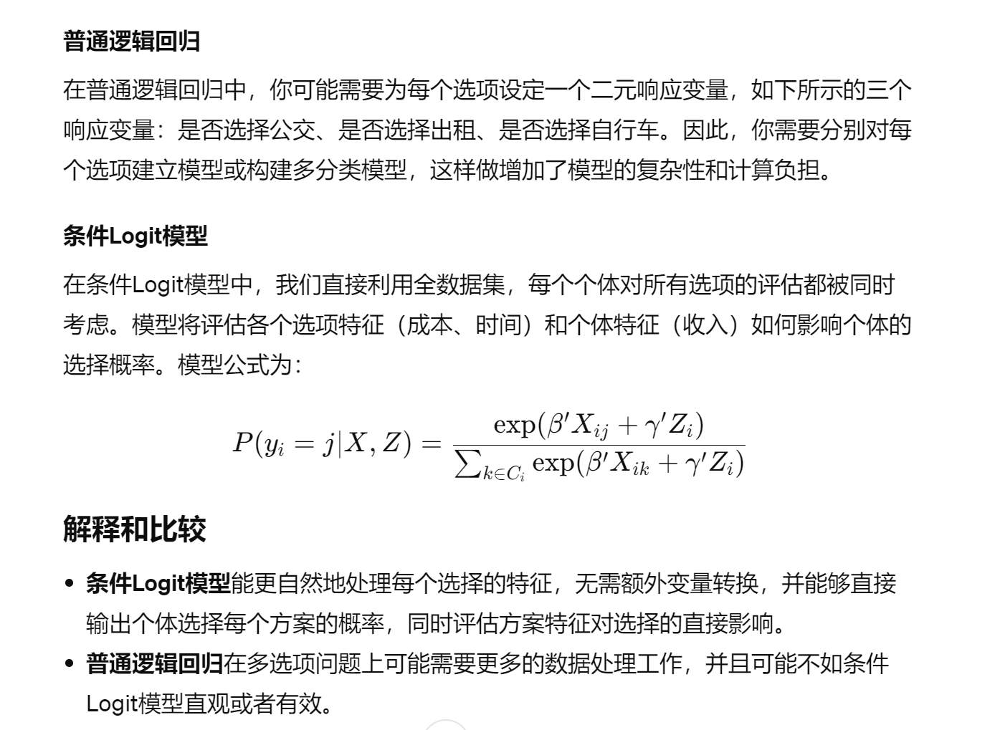 普通逻辑回归
在普通逻辑回归中，你可能需要为每个选项设定一个二元响应变量，如下所示的三个
响应变量：是否选择公交、是否选择出租、是否选择自行车。因此，你需要分别对每
个选项建立模型或构建多分类模型，这样做增加了模型的复杂性和计算负担。
条件Logit模型
在条件Logit模型中，我们直接利用全数据集，每个个体对所有选项的评估都被同时
考虑。模型将评估各个选项特征（成本、时间）和个体特征（收入）如何影响个体的
选择概率。模型公式为：
P(y_i = j|X, Z) = \frac{\exp(β′X_{ij} + γ′Z_i)}{\sum_{k∈C_i} \exp(β′X_{ik} + γ′Z_i)}
解释和比较
• 条件Logit模型能更自然地处理每个选择的特征，无需额外变量转换，并能够直接
输出个体选择每个方案的概率，同时评估方案特征对选择的直接影响。
• 普通逻辑回归在多选项问题上可能需要更多的数据处理工作，并且可能不如条件
Logit模型直观或者有效。